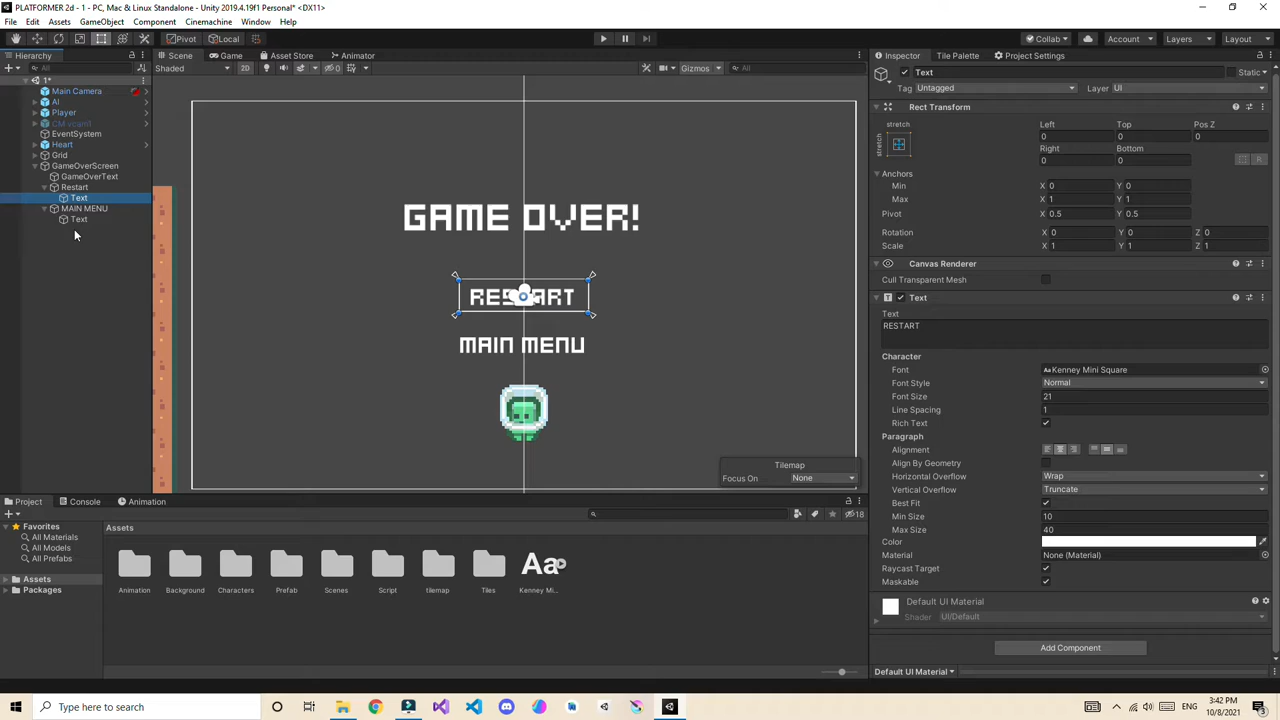 PLATFORMER 2d - 1 - PC, Mac & Linux Standalone - Unity 2019.4.19f1 Personal* <DX11>
File Edit Assets GameObject Component Cinemachine Window Help
Pivot Local Collab Account Layers Layout
Hierarchy Scene Game Asset Store Animator Inspector Tile Palette Project Settings
All Shaded 2D 0 Gizmos All
1*
Main Camera
AI
Player
CM vcam1
EventSystem
Heart
Grid
GameOverScreen
GameOverText
Restart
Text
MAIN MENU
Text
GAME OVER!
RESTART
MAIN MENU
Tilemap
Focus On None
Text Static
Tag Untagged Layer UI
Rect Transform
stretch Left Top Pos Z
stretch 0 0 0
Right Bottom
0 0 R
Anchors
Min X 0 Y 0
Max X 1 Y 1
Pivot X 0.5 Y 0.5
Rotation X 0 Y 0 Z 0
Scale X 1 Y 1 Z 1
Canvas Renderer
Cull Transparent Mesh
Text
Text
RESTART
Character
Font Aa Kenney Mini Square
Font Style Normal
Font Size 21
Line Spacing 1
Rich Text
Paragraph
Alignment
Align By Geometry
Horizontal Overflow Wrap
Vertical Overflow Truncate
Best Fit
Min Size 10
Max Size 40
Color
Material None (Material)
Raycast Target
Maskable
Default UI Material
Shader UI/Default
Add Component
Default UI Material
Project Console Animation
18
Favorites
All Materials
All Models
All Prefabs
Assets
Packages
Assets
Aa
Animation Background Characters Prefab Scenes Script tilemap Tiles Kenney Mi...
Type here to search
ENG
3:42 PM
10/8/2021
3